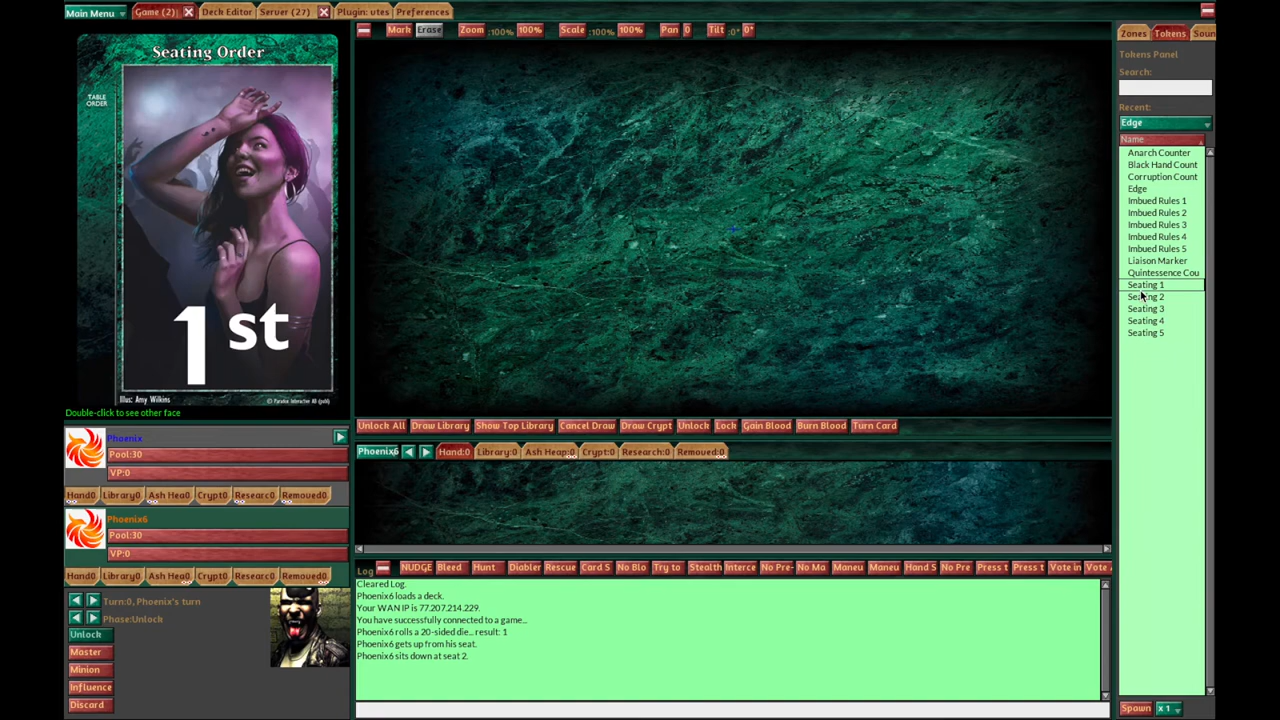 Main Menu
Game (2)
Deck Editor
Server (27)
Plugin: vtes
Preferences
Seating Order
TABLE
ORDER
1st
Illus: Amy Wilkins
Double-click to see other face
Phoenix
Pool:30
VP:0
Hand0 Library0 Ash Hea0 Crypt0 Researc0 Removed0
Phoenix6
Pool:30
VP:0
Hand0 Library0 Ash Hea0 Crypt0 Researc0 Removed0
Turn:0, Phoenix's turn
Phase:Unlock
Unlock
Master
Minion
Influence
Discard
Mark Erase Zoom :100% 100% Scale :100% 100% Pan 0 Tilt :0° 0°
Unlock All Draw Library Show Top Library Cancel Draw Draw Crypt Unlock Lock Gain Blood Burn Blood Turn Card
Phoenix6 Hand:0 Library:0 Ash Heap:0 Crypt:0 Research:0 Removed:0
Log NUDGE Bleed Hunt Diabler Rescue Card S No Blo Try to Stealth Interce No Pre- No Ma Maneu Maneu Hand S No Pre Press t Press t Vote in Vote
Cleared Log.
Phoenix6 loads a deck.
Your WAN IP is 77.207.214.229.
You have successfully connected to a game...
Phoenix6 rolls a 20-sided die... result: 1
Phoenix6 gets up from his seat.
Phoenix6 sits down at seat 2.
Zones Tokens Soun
Tokens Panel
Search:
Recent:
Edge
Name
Anarch Counter
Black Hand Count
Corruption Count
Edge
Imbued Rules 1
Imbued Rules 2
Imbued Rules 3
Imbued Rules 4
Imbued Rules 5
Liaison Marker
Quintessence Cou
Seating 1
Seating 2
Seating 3
Seating 4
Seating 5
Spawn x 1